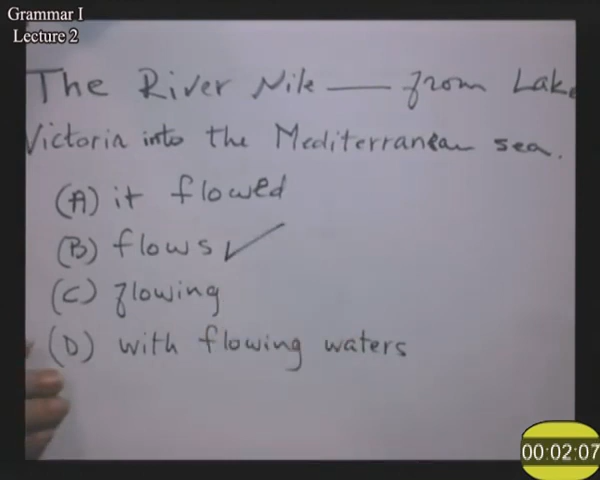 Grammar I
Lecture 2
The River Nile —— from Lake
Victoria into the Mediterranean sea.
(A) it flowed
(B) flows ✓
(C) flowing
(D) with flowing waters
00:02:07